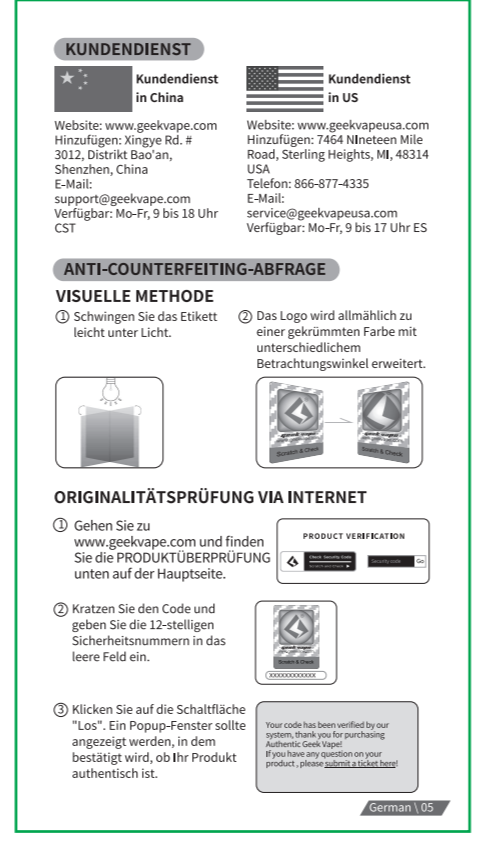 KUNDENDIENST
Kundendienst
in China
Website: www.geekvape.com
Hinzufügen: Xingye Rd. #
3012, Distrikt Bao'an,
Shenzhen, China
E-Mail:
support@geekvape.com
Verfügbar: Mo-Fr, 9 bis 18 Uhr
CST
Kundendienst
in US
Website: www.geekvapeusa.com
Hinzufügen: 7464 NIneteen Mile
Road, Sterling Heights, MI, 48314
USA
Telefon: 866-877-4335
E-Mail:
service@geekvapeusa.com
Verfügbar: Mo-Fr, 9 bis 17 Uhr ES
ANTI-COUNTERFEITING-ABFRAGE
VISUELLE METHODE
① Schwingen Sie das Etikett
leicht unter Licht.
② Das Logo wird allmählich zu
einer gekrümmten Farbe mit
unterschiedlichem
Betrachtungswinkel erweitert.
Scratch & Check
Scratch & Check
ORIGINALITÄTSPRÜFUNG VIA INTERNET
① Gehen Sie zu
www.geekvape.com und finden
Sie die PRODUKTÜBERPRÜFUNG
unten auf der Hauptseite.
PRODUCT VERIFICATION
Check Security Code
Security code
Go
② Kratzen Sie den Code und
geben Sie die 12-stelligen
Sicherheitsnummern in das
leere Feld ein.
Scratch & Check
XXXXXXXXXXXX
③ Klicken Sie auf die Schaltfläche
"Los". Ein Popup-Fenster sollte
angezeigt werden, in dem
bestätigt wird, ob Ihr Produkt
authentisch ist.
Your code has been verified by our
system, thank you for purchasing
Authentic Geek Vape!
If you have any question on your
product , please submit a ticket here!
German \ 05